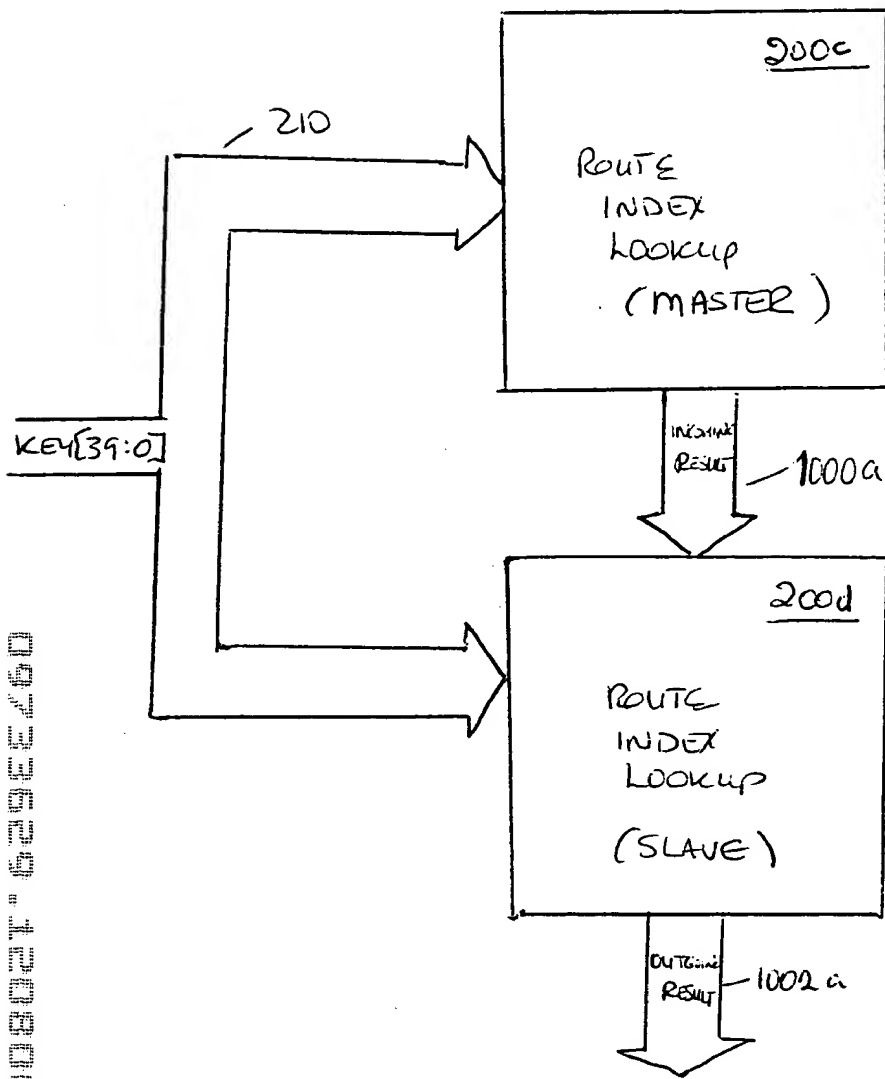 200c
210
ROUTE
INDEX
LOOKUP
(MASTER)
KEY[39:0]
INCOMING
RESULT
1000a
200d
ROUTE
INDEX
LOOKUP
(SLAVE)
OUTGOING
RESULT
1002a